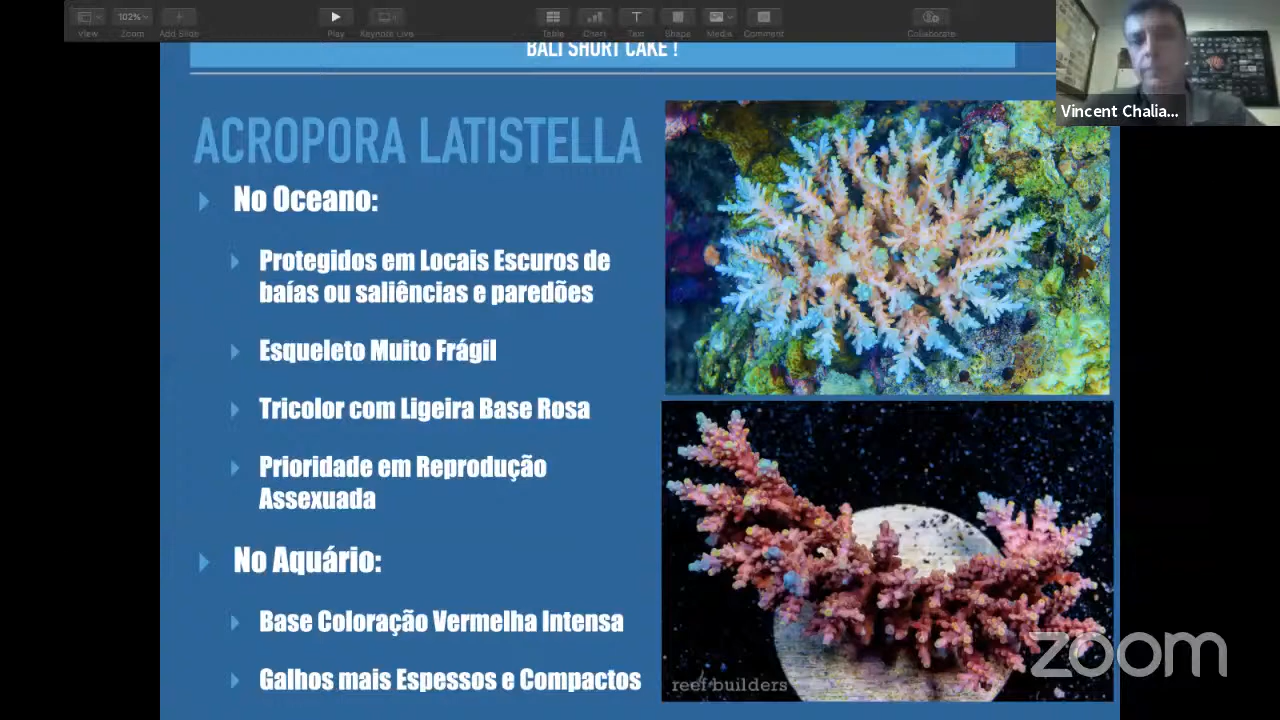 View
102%
Zoom
Add Slide
Play
Keynote Live
Table
Chart
Text
Shape
Media
Comment
Collaborate
BALI SHORT CAKE !
Vincent Chalia...
ACROPORA LATISTELLA
No Oceano:
Protegidos em Locais Escuros de
baías ou saliências e paredões
Esqueleto Muito Frágil
Tricolor com Ligeira Base Rosa
Prioridade em Reprodução
Assexuada
No Aquário:
Base Coloração Vermelha Intensa
Galhos mais Espessos e Compactos
reef builders
zoom